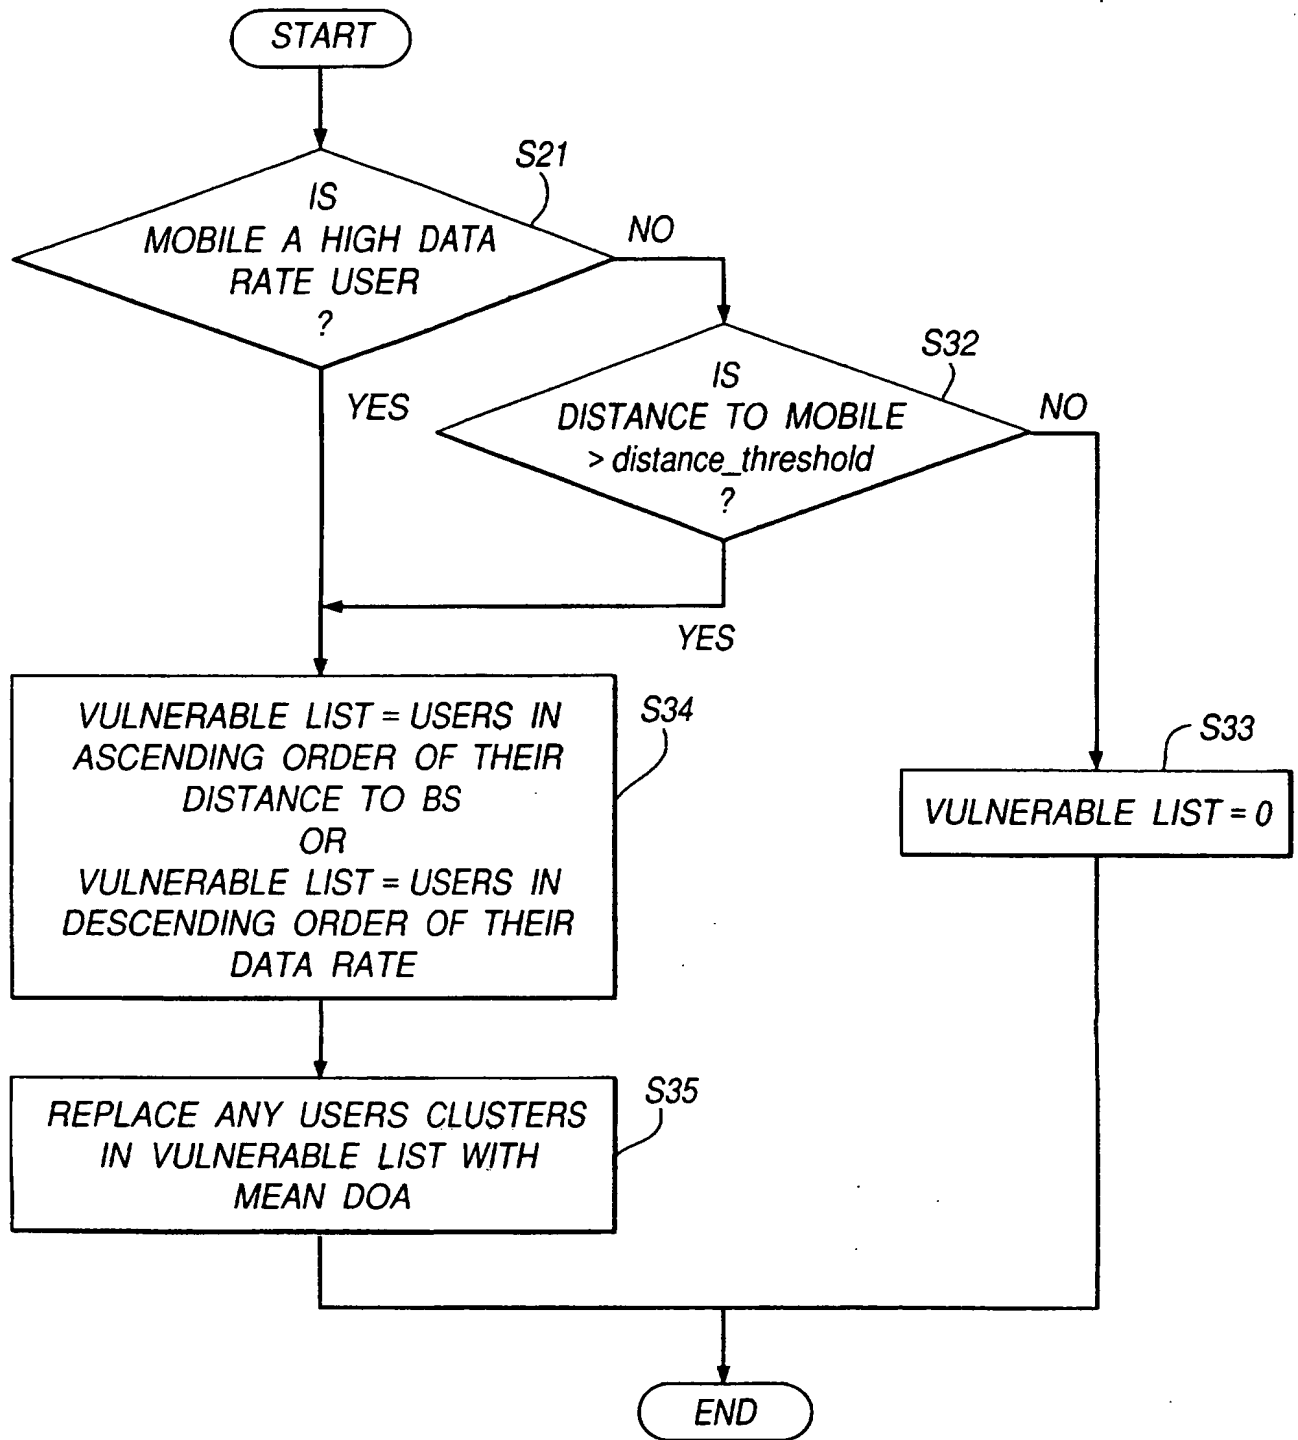 START
S21
IS
MOBILE A HIGH DATA
RATE USER
?
NO
YES
S32
IS
DISTANCE TO MOBILE
> distance_threshold
?
NO
YES
S34
VULNERABLE LIST = USERS IN
ASCENDING ORDER OF THEIR
DISTANCE TO BS
OR
VULNERABLE LIST = USERS IN
DESCENDING ORDER OF THEIR
DATA RATE
S33
VULNERABLE LIST = 0
S35
REPLACE ANY USERS CLUSTERS
IN VULNERABLE LIST WITH
MEAN DOA
END